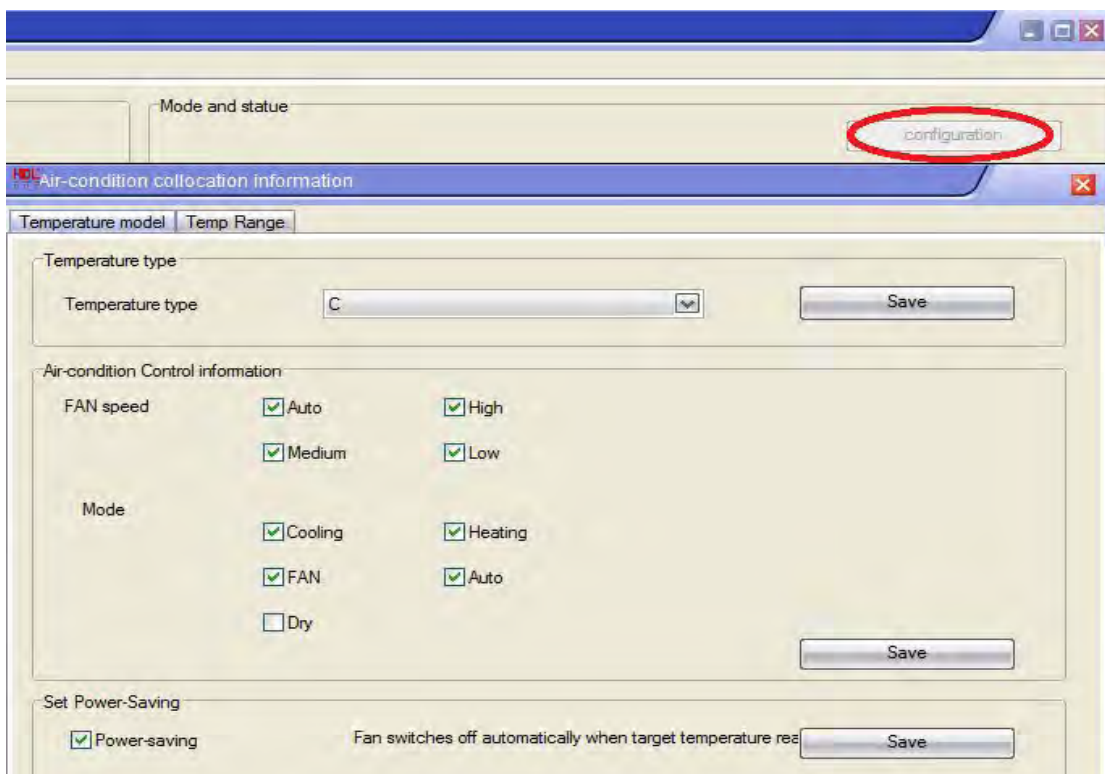 Mode and statue
configuration
HDL Air-condition collocation information
Temperature model Temp Range
Temperature type
Temperature type C Save
Air-condition Control information
FAN speed Auto High
Medium Low
Mode
Cooling Heating
FAN Auto
Dry
Save
Set Power-Saving
Power-saving Fan switches off automatically when target temperature rea Save